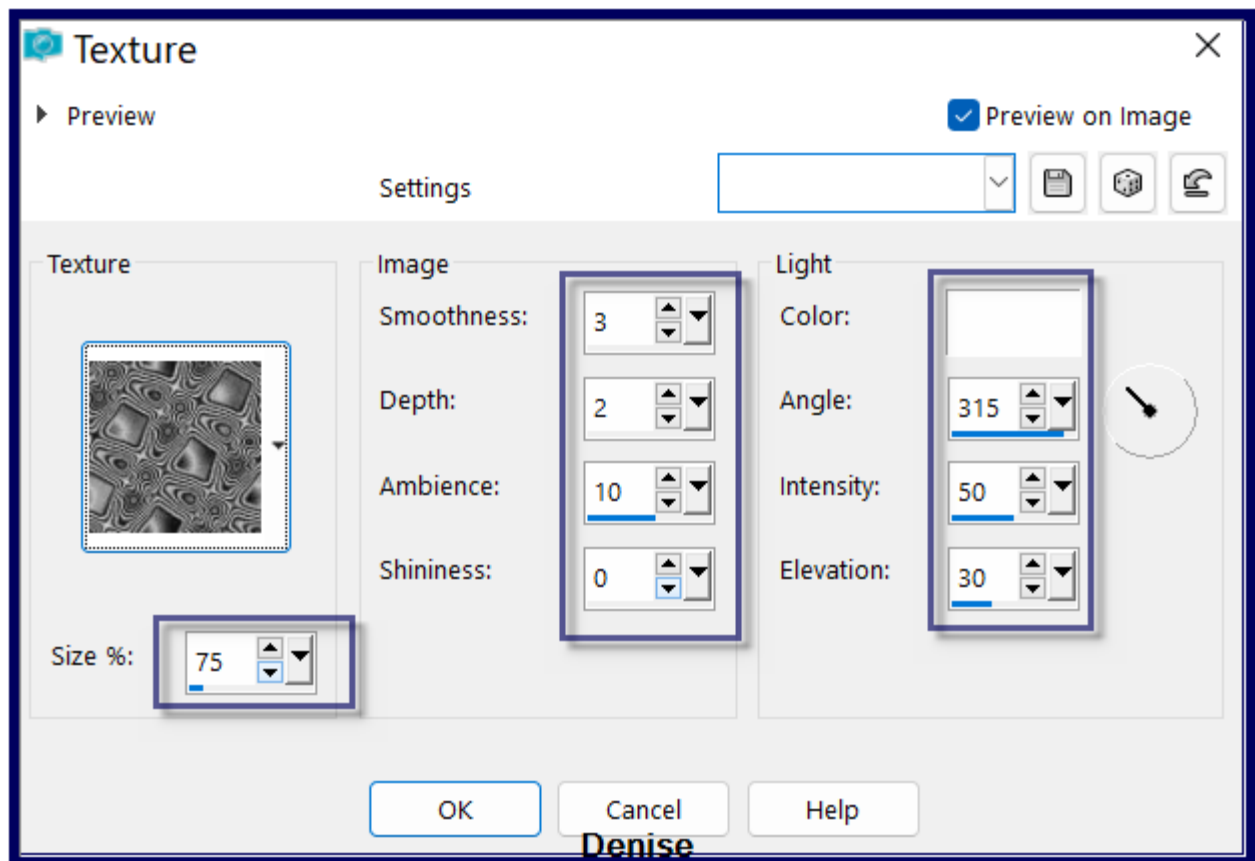 Texture
Preview
Preview on Image
Settings
Texture
Size %: 75
Image
Smoothness: 3
Depth: 2
Ambience: 10
Shininess: 0
Light
Color:
Angle: 315
Intensity: 50
Elevation: 30
OK Cancel Help
Denise